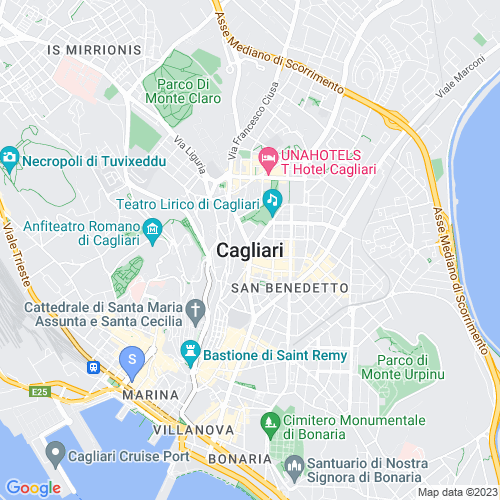 IS MIRRIONIS
Asse Mediano di Scorrimento
Viale Marconi
Parco Di
Monte Claro
Via Francesco Ciusa
Via Liguria
UNAHOTELS
T Hotel Cagliari
Necropoli di Tuvixeddu
Teatro Lirico di Cagliari
Anfiteatro Romano
di Cagliari
Viale Trieste
Asse Mediano di Scorrimento
Cagliari
SAN BENEDETTO
Cattedrale di Santa Maria
Assunta e Santa Cecilia
Bastione di Saint Remy
Parco di
Monte Urpinu
S
E25
MARINA
VILLANOVA
Cimitero Monumentale
di Bonaria
Cagliari Cruise Port
BONARIA
Santuario di Nostra
Signora di Bonaria
Google
Map data ©2023